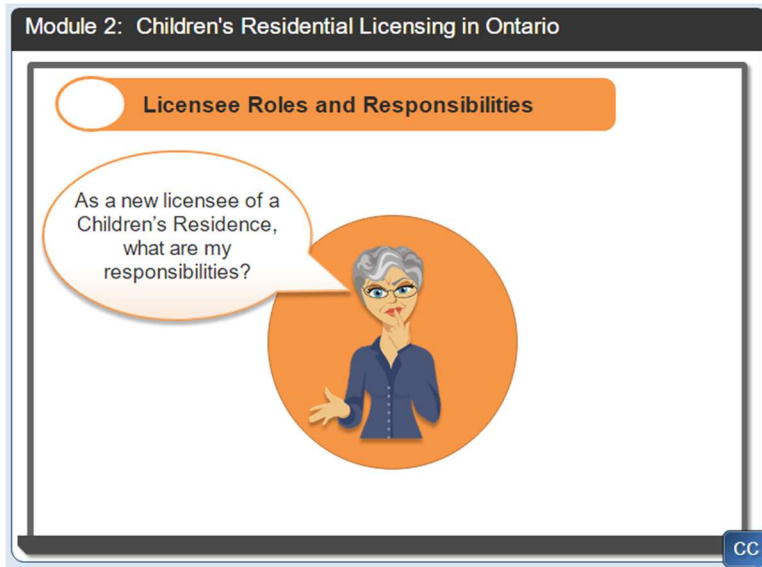 Module 2: Children's Residential Licensing in Ontario
Licensee Roles and Responsibilities
As a new licensee of a
Children's Residence,
what are my
responsibilities?
CC